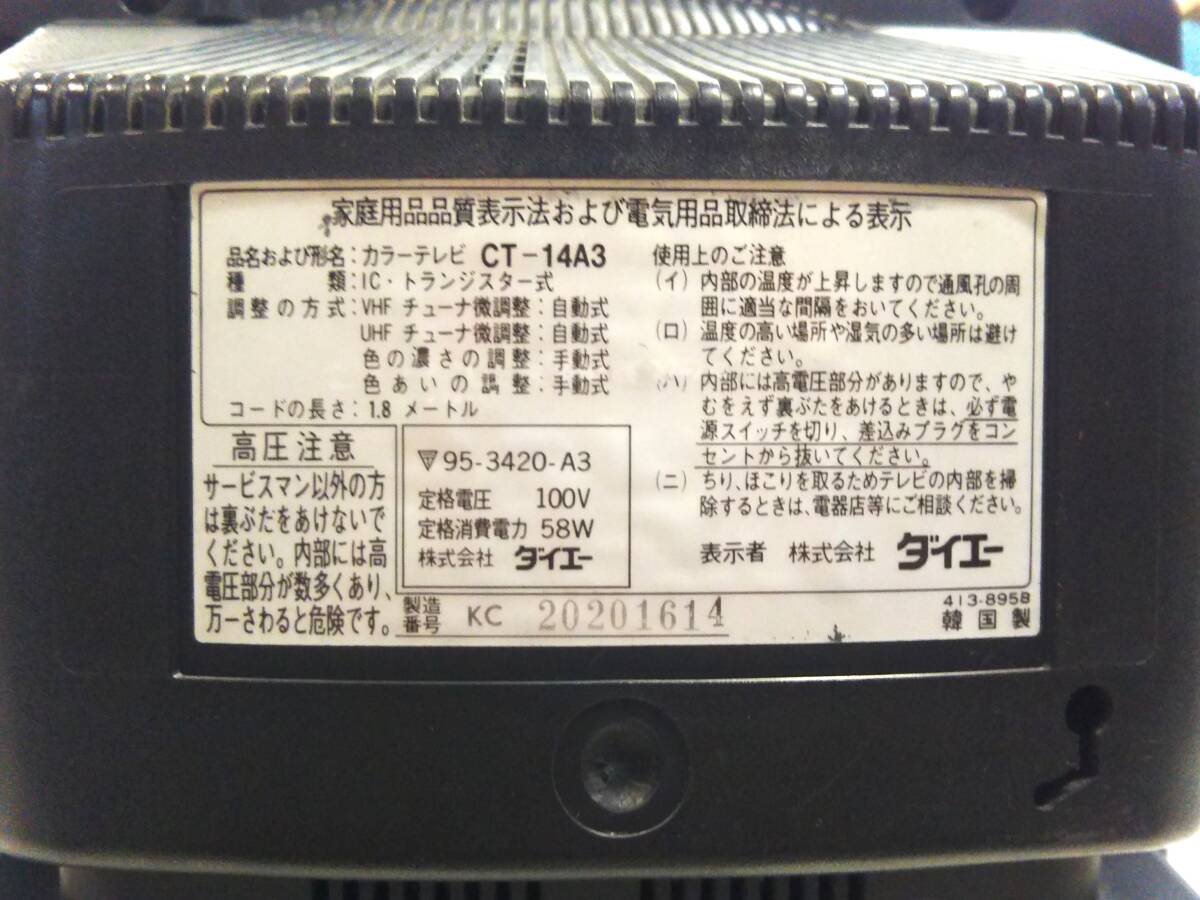 家庭用品品質表示法および電気用品取締法による表示
品名および形名：カラーテレビ CT-14A3
種類：IC・トランジスター式
調整の方式：VHF チューナ微調整：自動式
UHF チューナ微調整：自動式
色の濃さの調整：手動式
色あいの調整：手動式
コードの長さ：1.8 メートル
使用上のご注意
(イ) 内部の温度が上昇しますので通風孔の周
囲に適当な間隔をおいてください。
(ロ) 温度の高い場所や湿気の多い場所は避け
てください。
(ハ) 内部には高電圧部分がありますので、や
むをえず裏ぶたをあけるときは、必ず電
源スイッチを切り、差込みプラグをコン
セントから抜いてください。
(ニ) ちり、ほこりを取るためテレビの内部を掃
除するときは、電器店等にご相談ください。
表示者 株式会社 ダイエー
高圧注意
サービスマン以外の方
は裏ぶたをあけないで
ください。内部には高
電圧部分が数多くあり、
万一さわると危険です。
95-3420-A3
定格電圧 100V
定格消費電力 58W
株式会社 ダイエー
製造番号 KC 20201614
413-895B
韓国製